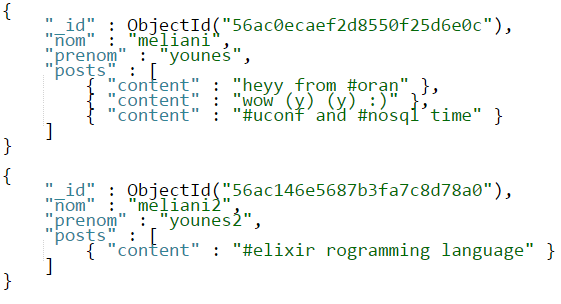 {
"_id" : ObjectId("56ac0ecaef2d8550f25d6e0c"),
"nom" : "meliani",
"prenom" : "younes",
"posts" : [
{ "content" : "heyy from #oran" },
{ "content" : "wow (y) (y) :)" },
{ "content" : "#uconf and #nosql time" }
]
}
{
"_id" : ObjectId("56ac146e5687b3fa7c8d78a0"),
"nom" : "meliani2",
"prenom" : "younes2",
"posts" : [
{ "content" : "#elixir rogramming language" }
]
}